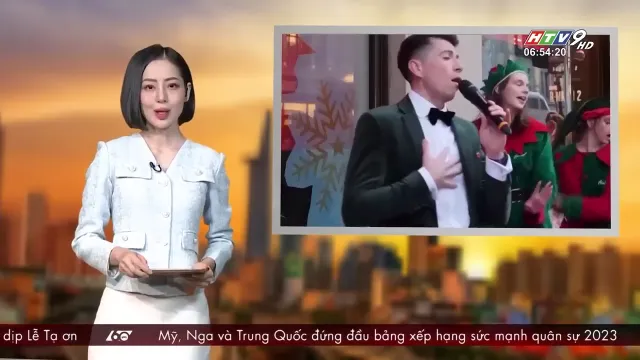 HTV9 HD
06:54:20
dịp Lễ Tạ ơn
60
Mỹ, Nga và Trung Quốc đứng đầu bảng xếp hạng sức mạnh quân sự 2023